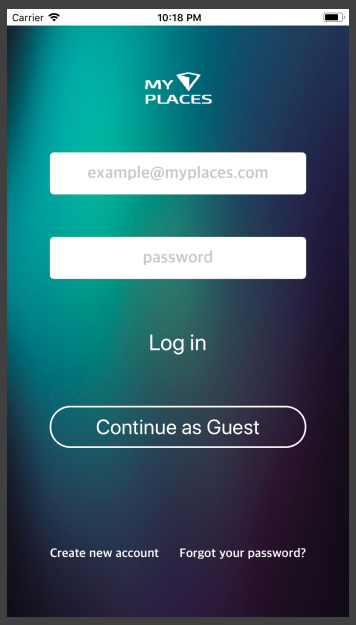 Carrier 10:18 PM
MY
PLACES
example@myplaces.com
password
Log in
Continue as Guest
Create new account Forgot your password?